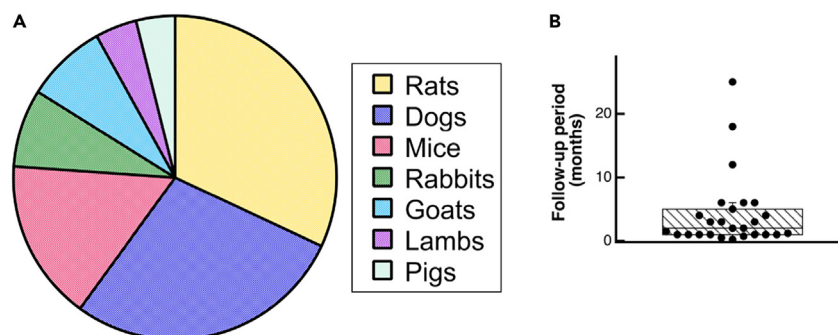 A
Rats
Dogs
Mice
Rabbits
Goats
Lambs
Pigs
B
Follow-up period
(months)
20
10
0